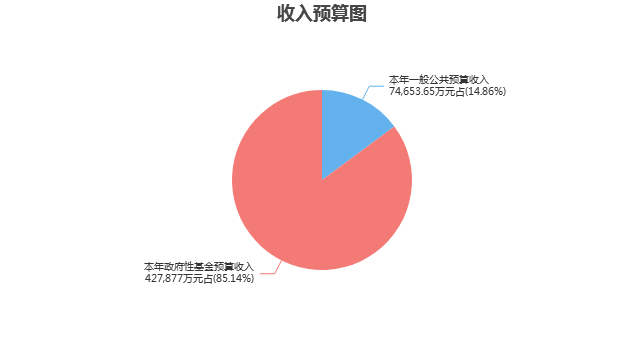 收入预算图
本年一般公共预算收入
74,653.65万元占(14.86%)
本年政府性基金预算收入
427,877万元占(85.14%)